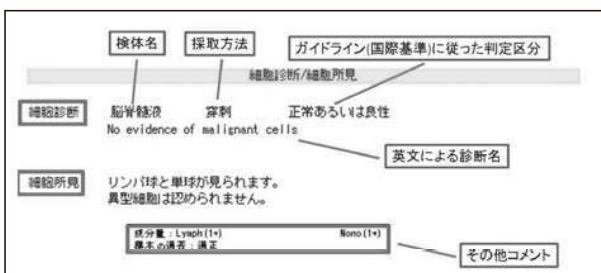 検体名 採取方法 ガイドライン(国際基準)に従った判定区分
細胞診断/細胞所見
細胞診断 脳脊髄液 穿刺 正常あるいは良性
No evidence of malignant cells
英文による診断名
細胞所見 リンパ球と単球が見られます。
異型細胞は認められません。
成分量:Lymph(1+) Mono(1+)
標本の適否:適正
その他コメント